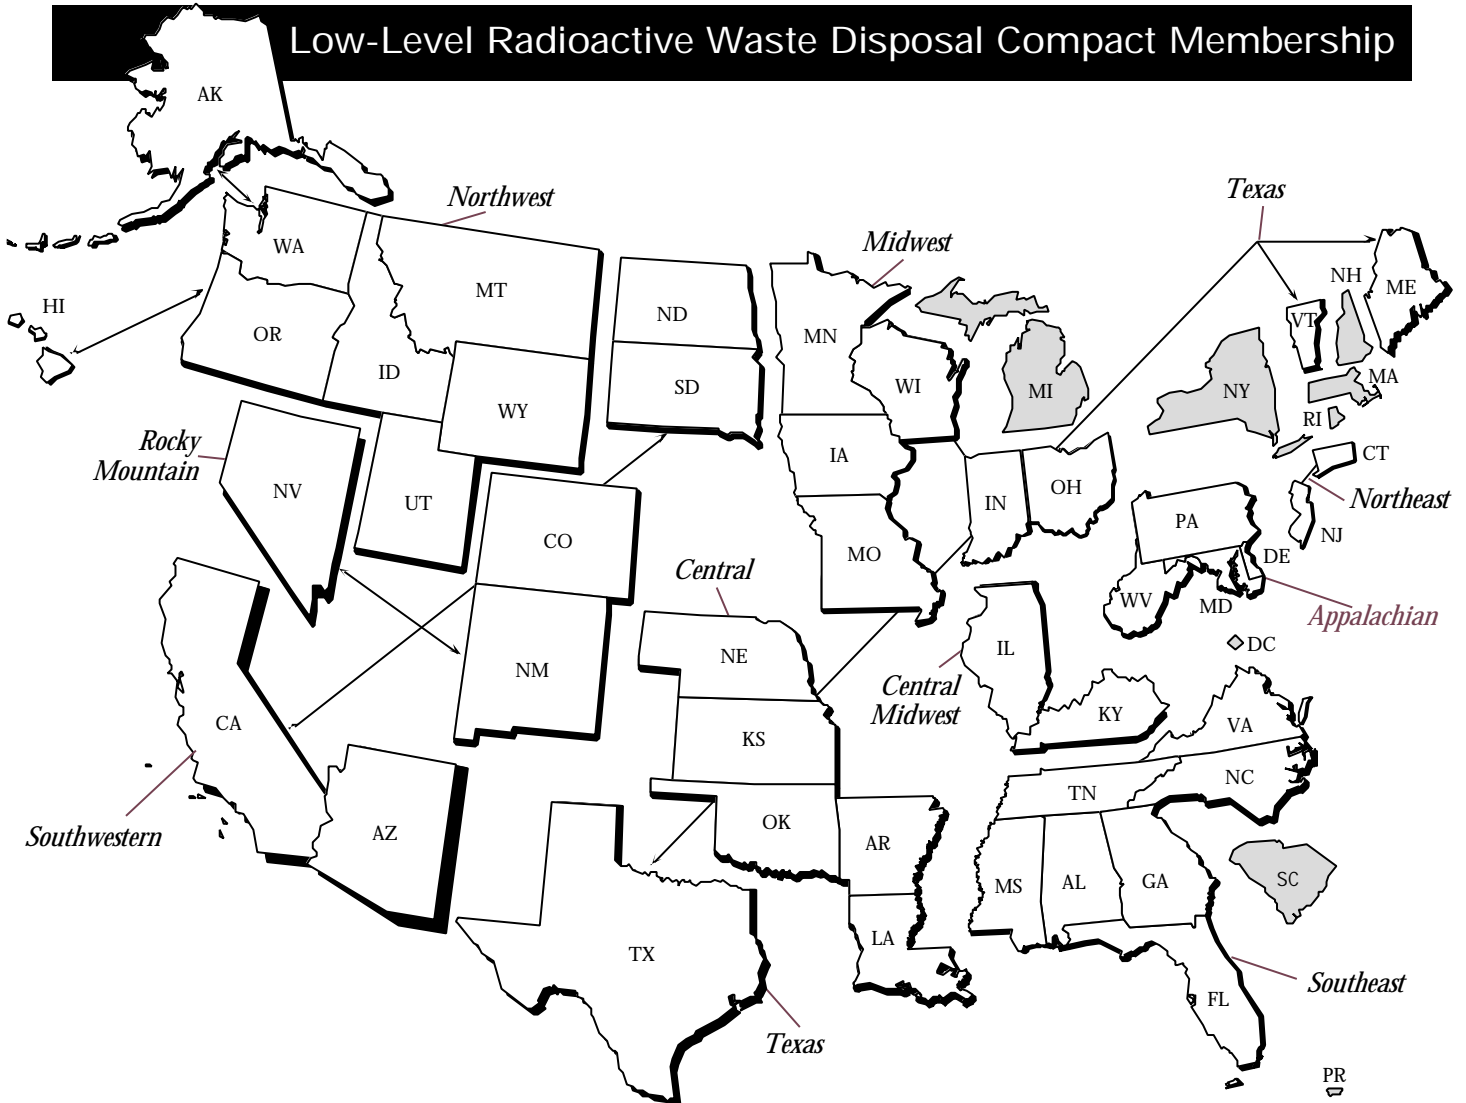 Low-Level Radioactive Waste Disposal Compact Membership
AK
Northwest
Texas
WA
Midwest
NH
ME
HI
MT
ND
VT
OR
MN
ID
SD
WI
MI
NY
MA
WY
RI
Rocky
Mountain
IA
CT
NV
UT
IN
OH
Northeast
CO
PA
NJ
MO
DE
Central
WV
MD
Appalachian
NM
NE
IL
DC
Central
Midwest
CA
KS
KY
VA
TN
NC
Southwestern
AZ
OK
AR
MS
AL
GA
SC
TX
LA
FL
Southeast
Texas
PR